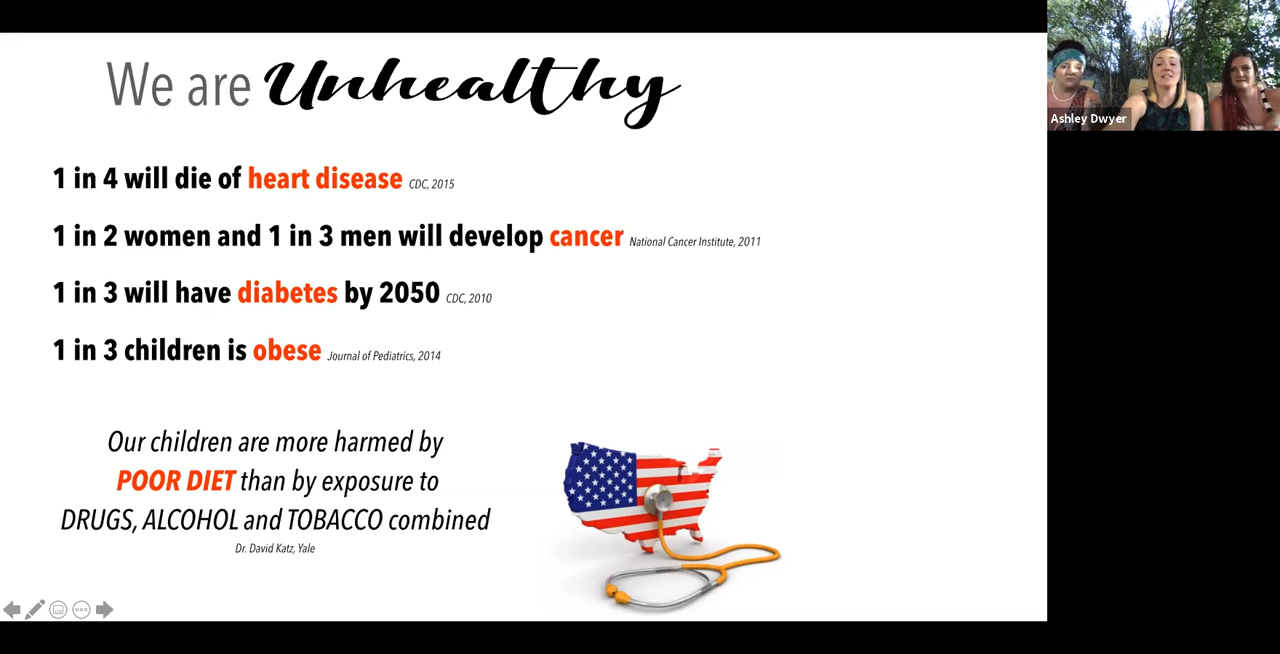 We are Unhealthy
1 in 4 will die of heart disease CDC, 2015
1 in 2 women and 1 in 3 men will develop cancer National Cancer Institute, 2011
1 in 3 will have diabetes by 2050 CDC, 2010
1 in 3 children is obese Journal of Pediatrics, 2014
Our children are more harmed by
POOR DIET than by exposure to
DRUGS, ALCOHOL and TOBACCO combined
Dr. David Katz, Yale
Ashley Dwyer